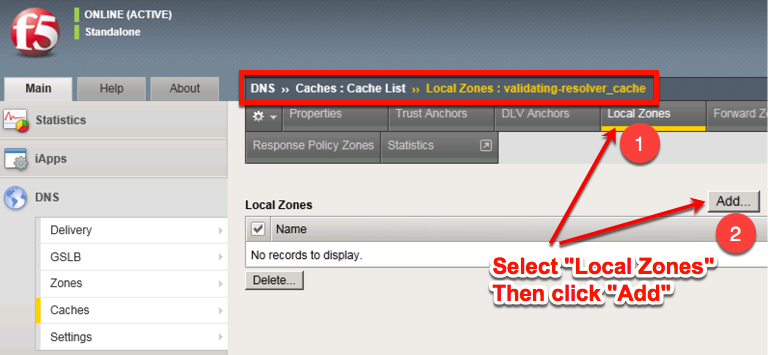 f5
ONLINE (ACTIVE)
Standalone
Main
Help
About
DNS ›› Caches : Cache List ›› Local Zones : validating-resolver_cache
Properties
Trust Anchors
DLV Anchors
Local Zones
Forward Z
Response Policy Zones
Statistics
1
Statistics
iApps
DNS
Delivery
GSLB
Zones
Caches
Settings
Local Zones
Add...
2
Name
No records to display.
Delete...
Select "Local Zones"
Then click "Add"